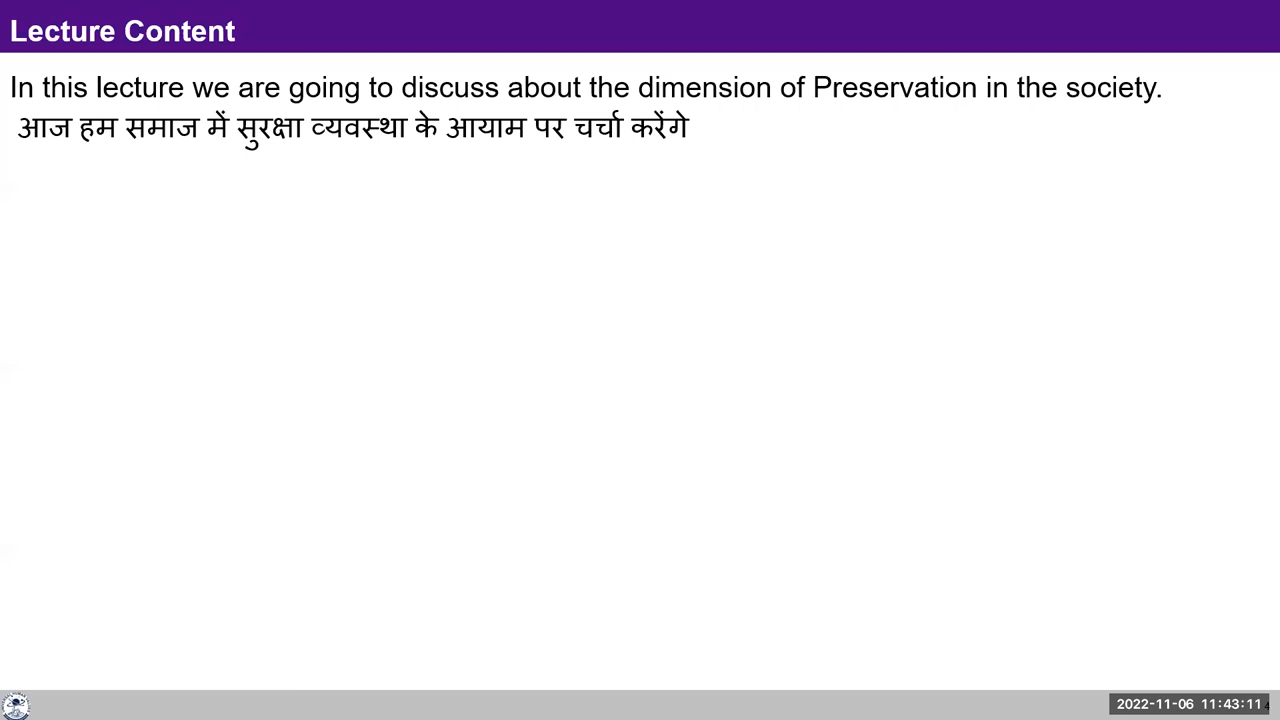 Lecture Content
In this lecture we are going to discuss about the dimension of Preservation in the society.
आज हम समाज में सुरक्षा व्यवस्था के आयाम पर चर्चा करेंगे
2022-11-06 11:43:11
4